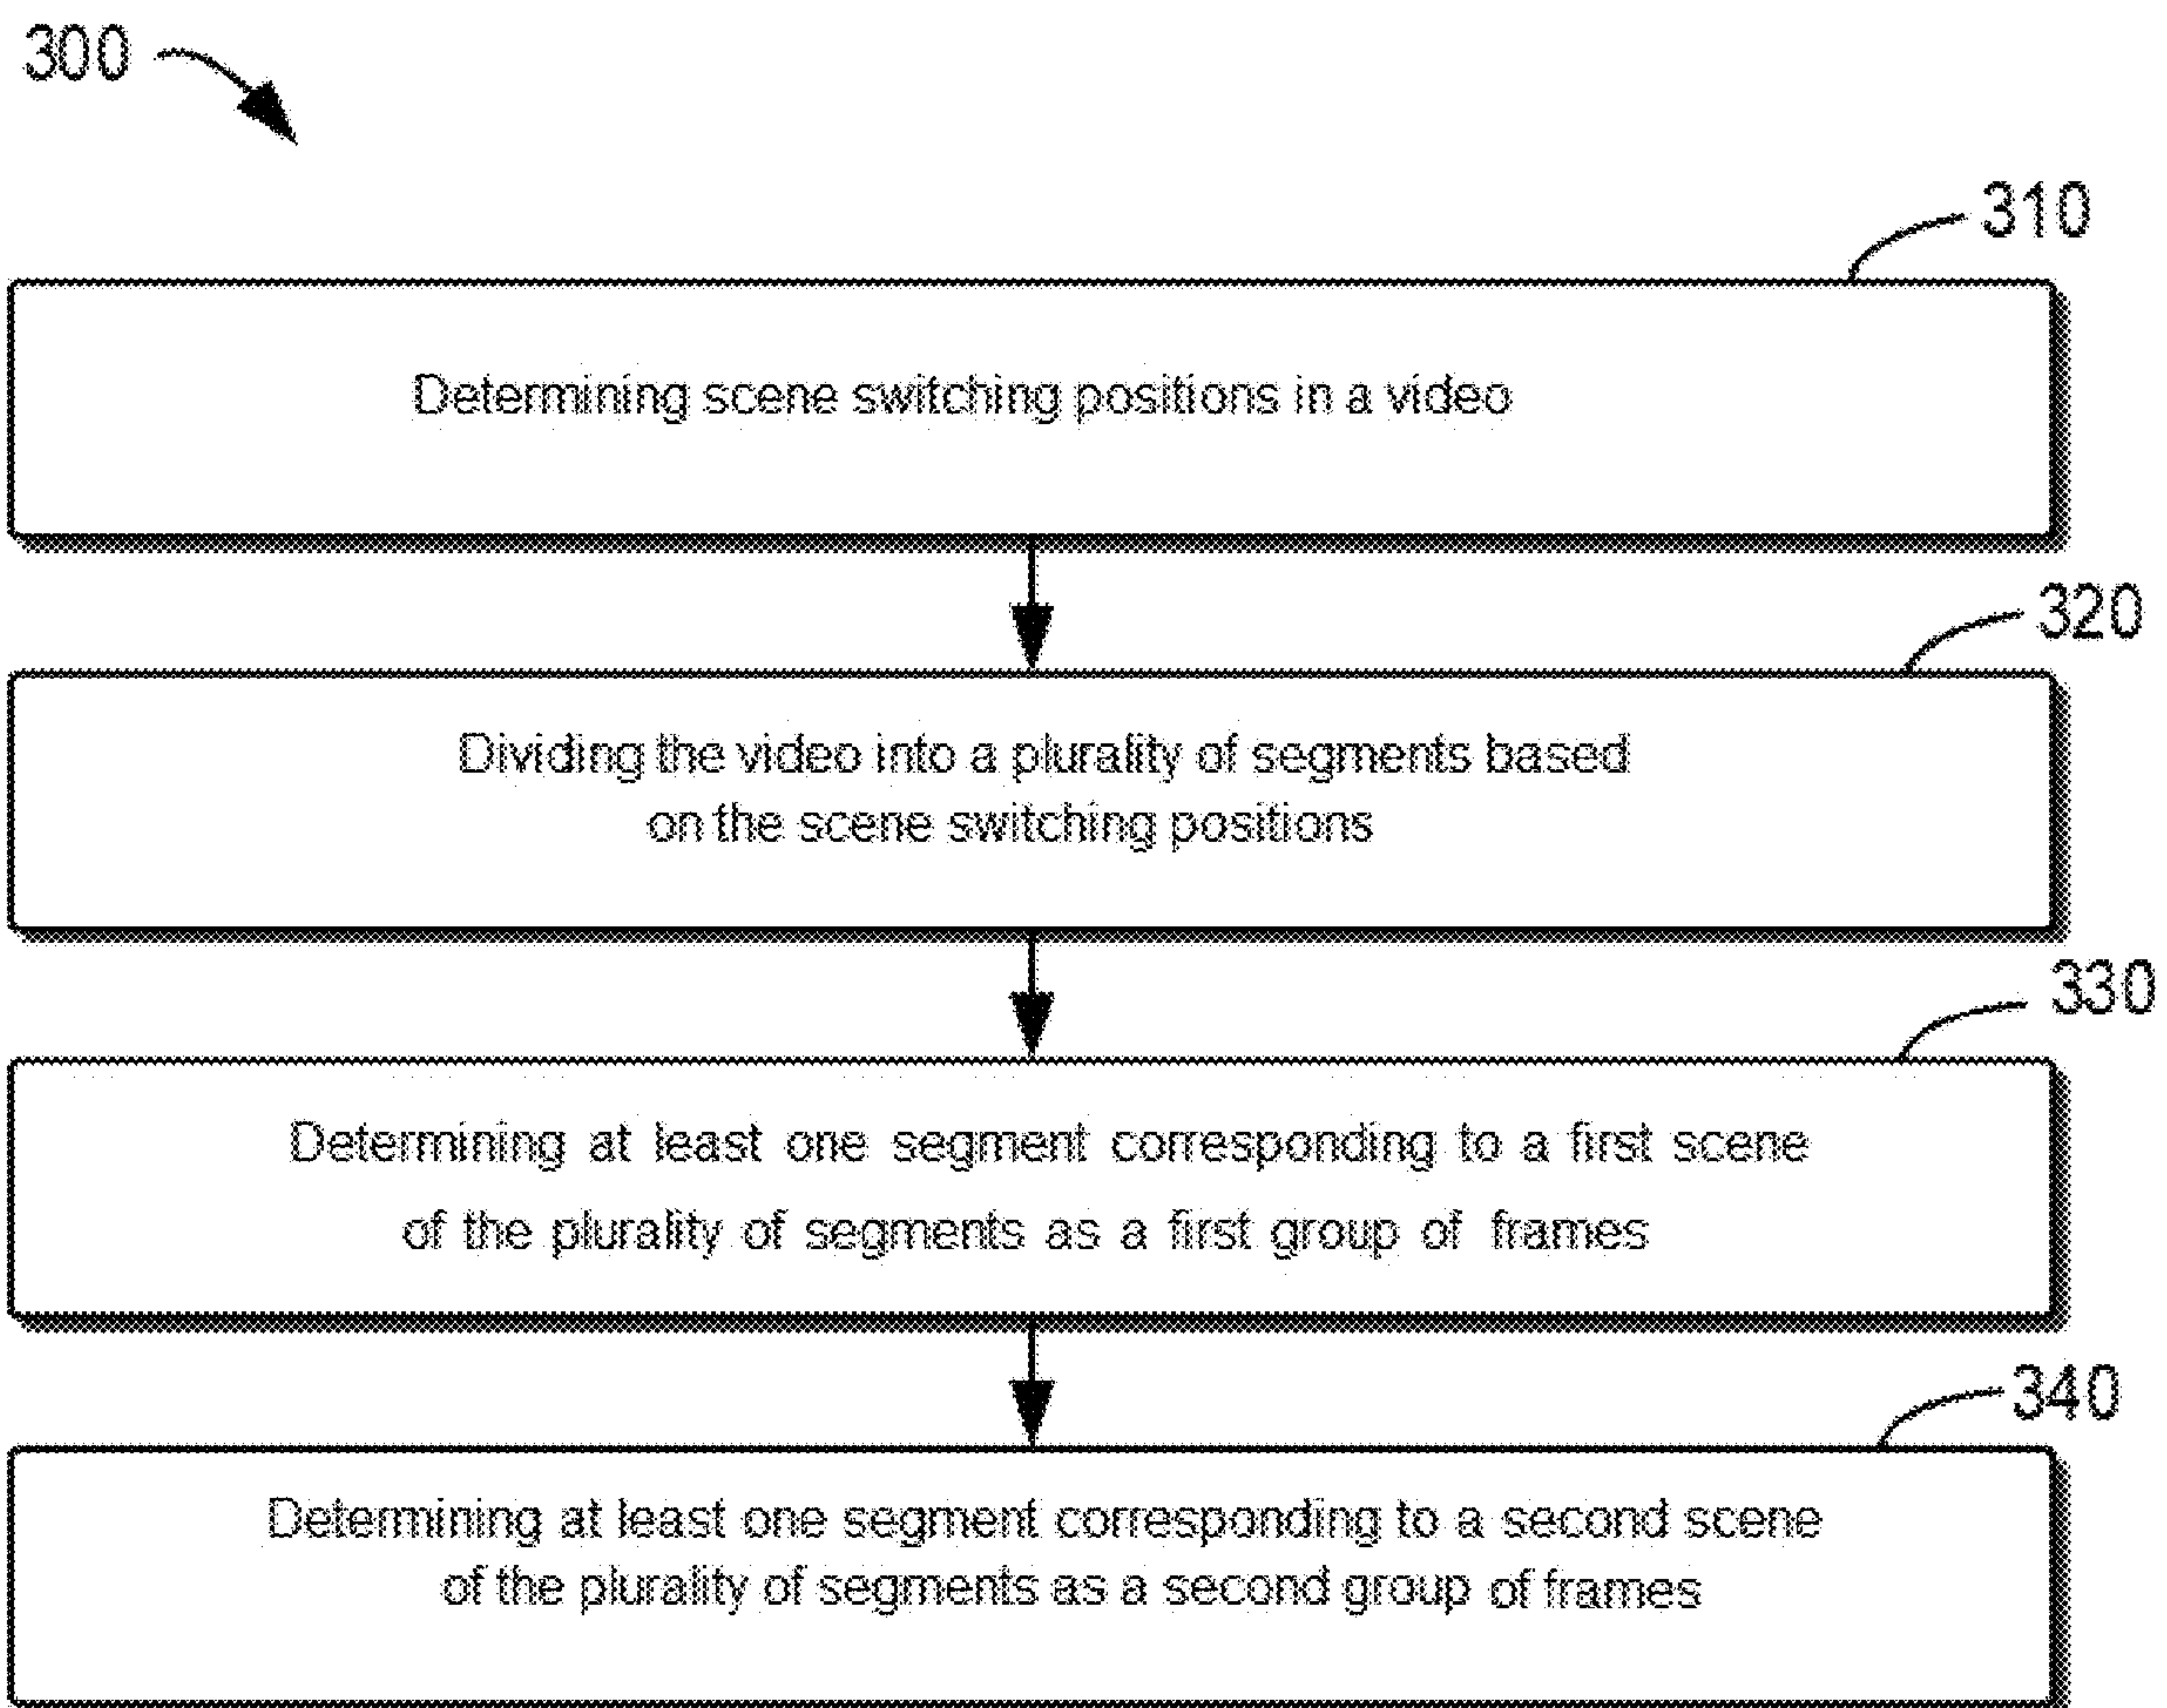 300
310
Determining scene switching positions in a video
320
Dividing the video into a plurality of segments based
on the scene switching positions
330
Determining at least one segment corresponding to a first scene
of the plurality of segments as a first group of frames
340
Determining at least one segment corresponding to a second scene
of the plurality of segments as a second group of frames